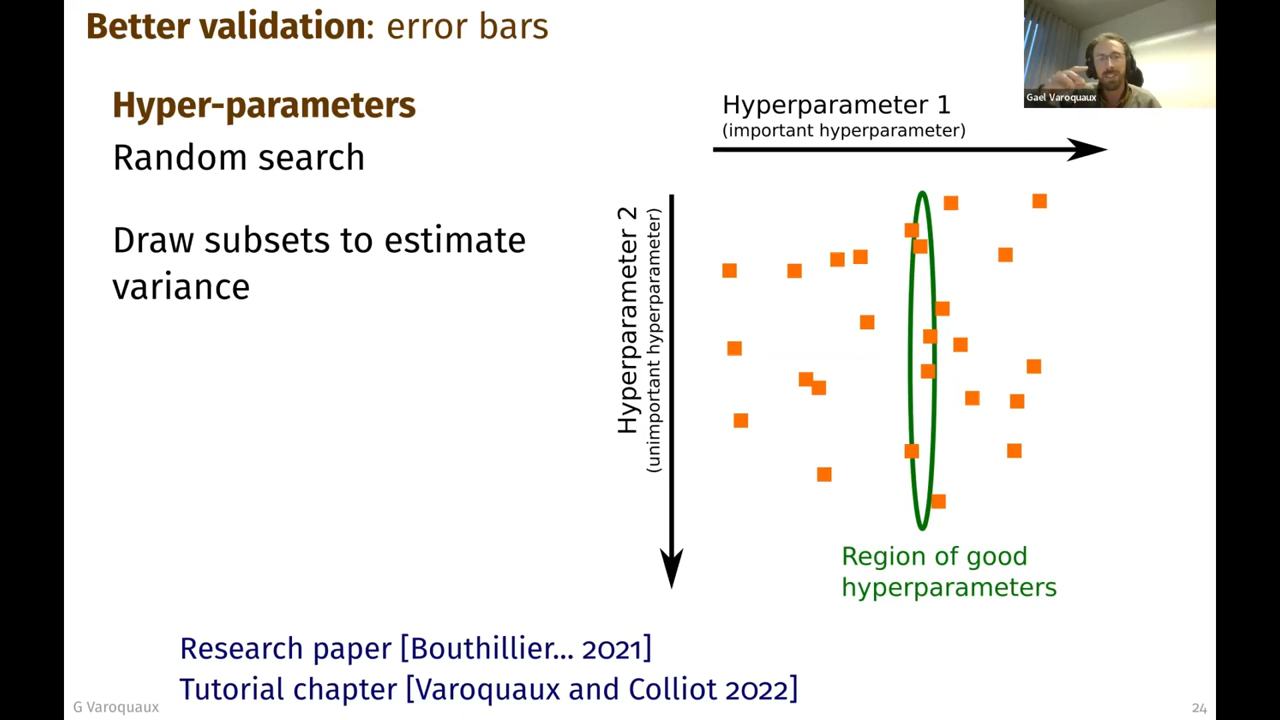 Better validation: error bars
Hyper-parameters
Random search
Draw subsets to estimate
variance
Gael Varoquaux
Hyperparameter 1
(important hyperparameter)
Hyperparameter 2
(unimportant hyperparameter)
Region of good
hyperparameters
Research paper [Bouthillier... 2021]
Tutorial chapter [Varoquaux and Colliot 2022]
G Varoquaux
24